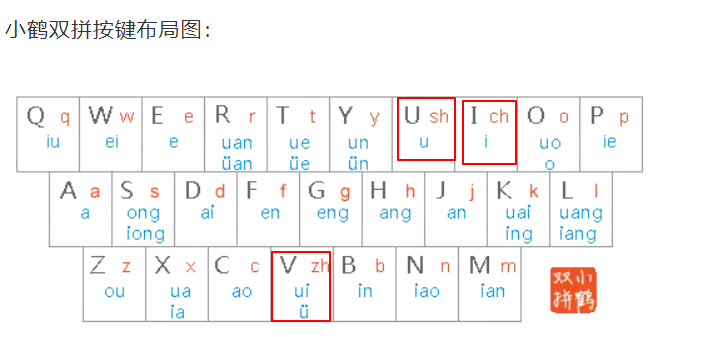 小鹤双拼按键布局图：
Q q W w E e R r T t Y y U sh I ch O o P p
iu ei e uan ue un u i uo ie
üan üe ün o
A a S s D d F f G g H h J j K k L l
a ong ai en eng ang an uai uang
iong ing iang
Z z X x C c V zh B b N n M m
ou ua ao ui in iao ian
ia ü
双小
拼鹤